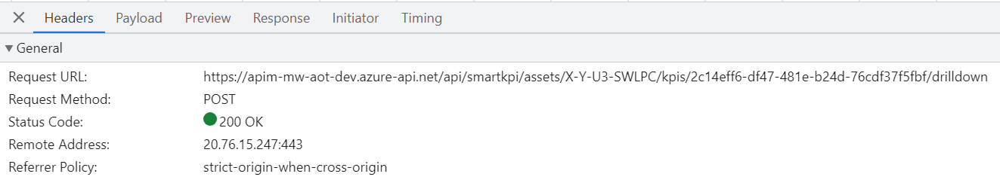 Headers Payload Preview Response Initiator Timing
General
Request URL: https://apim-mw-aot-dev.azure-api.net/api/smartkpi/assets/X-Y-U3-SWLPC/kpis/2c14eff6-df47-481e-b24d-76cdf37f5fbf/drilldown
Request Method: POST
Status Code: 200 OK
Remote Address: 20.76.15.247:443
Referrer Policy: strict-origin-when-cross-origin